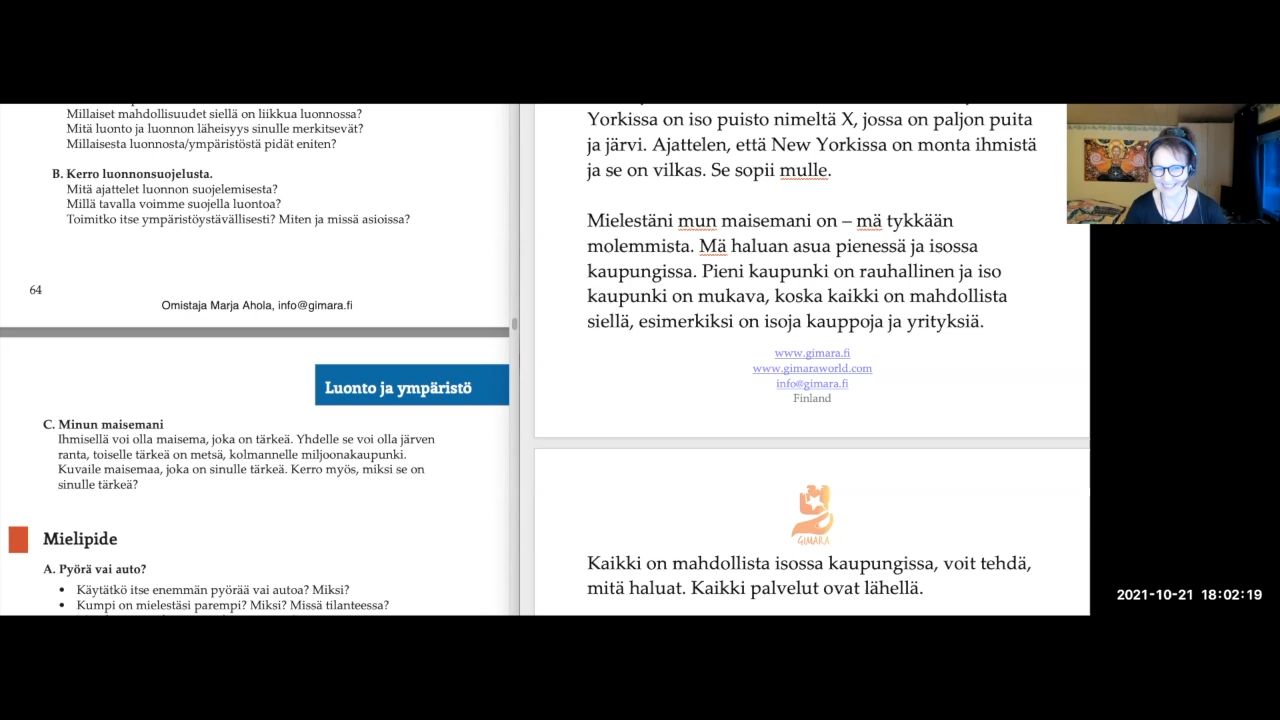 Millaiset mahdollisuudet siellä on liikkua luonnossa?
Mitä luonto ja luonnon läheisyys sinulle merkitsevät?
Millaisesta luonnosta/ympäristöstä pidät eniten?
B. Kerro luonnonsuojelusta.
Mitä ajattelet luonnon suojelemisesta?
Millä tavalla voimme suojella luontoa?
Toimitko itse ympäristöystävällisesti? Miten ja missä asioissa?
64
Omistaja Marja Ahola, info@gimara.fi
Luonto ja ympäristö
C. Minun maisemani
Ihmisellä voi olla maisema, joka on tärkeä. Yhdelle se voi olla järven
ranta, toiselle tärkeä on metsä, kolmannelle miljoonakaupunki.
Kuvaile maisemaa, joka on sinulle tärkeä. Kerro myös, miksi se on
sinulle tärkeä?
Mielipide
A. Pyörä vai auto?
• Käytätkö itse enemmän pyörää vai autoa? Miksi?
• Kumpi on mielestäsi parempi? Miksi? Missä tilanteessa?
Yorkissa on iso puisto nimeltä X, jossa on paljon puita
ja järvi. Ajattelen, että New Yorkissa on monta ihmistä
ja se on vilkas. Se sopii mulle.
Mielestäni mun maisemani on – mä tykkään
molemmista. Mä haluan asua pienessä ja isossa
kaupungissa. Pieni kaupunki on rauhallinen ja iso
kaupunki on mukava, koska kaikki on mahdollista
siellä, esimerkiksi on isoja kauppoja ja yrityksiä.
www.gimara.fi
www.gimaraworld.com
info@gimara.fi
Finland
GIMARA
Kaikki on mahdollista isossa kaupungissa, voit tehdä,
mitä haluat. Kaikki palvelut ovat lähellä.
2021-10-21 18:02:19